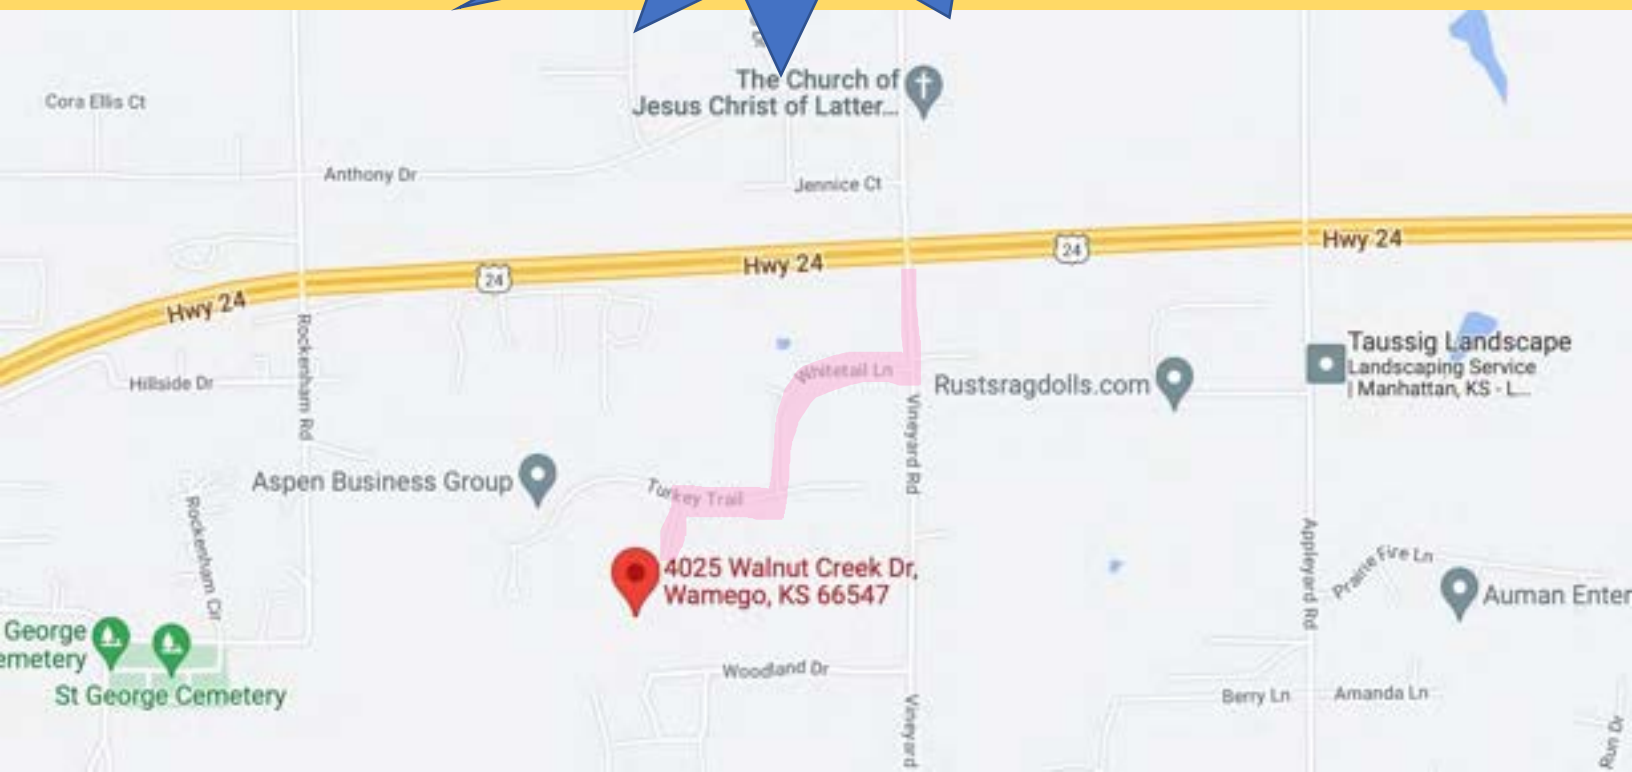 The Church of
Jesus Christ of Latter...
Cora Ellis Ct
Anthony Dr
Jennice Ct
Hwy 24
24
Hwy 24
24
Hwy 24
Rockenham Rd
Hillside Dr
Whitetail Ln
Rustsragdolls.com
Taussig Landscape
Landscaping Service
| Manhattan, KS - L...
Vineyard Rd
Aspen Business Group
Turkey Trail
Rockenham Cir
4025 Walnut Creek Dr,
Wamego, KS 66547
Appleyard Rd
Prairie Fire Ln
Auman Enter
George
emetery
St George Cemetery
Woodland Dr
Vineyard
Berry Ln
Amanda Ln
Run Dr